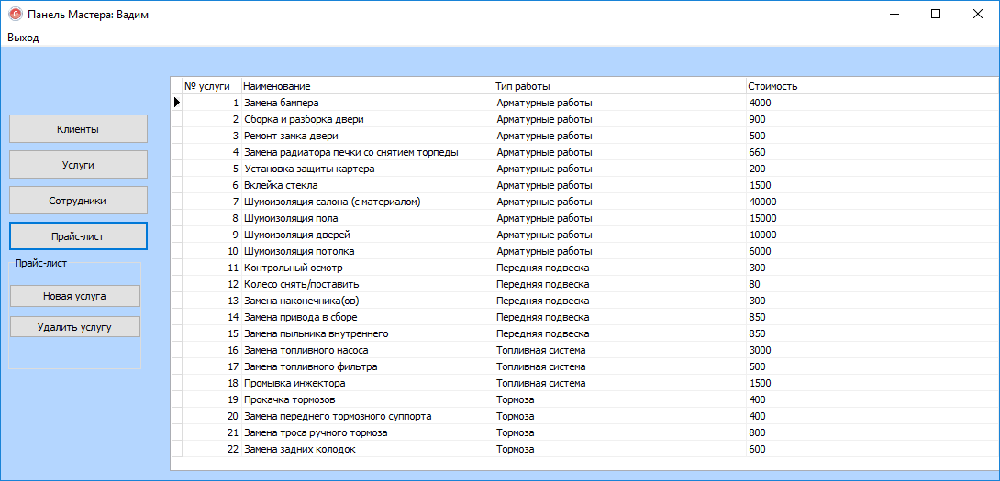 Панель Мастера: Вадим
Выход
Клиенты
Услуги
Сотрудники
Прайс-лист
Прайс-лист
Новая услуга
Удалить услугу
№ услуги Наименование Тип работы Стоимость
1 Замена бампера Арматурные работы 4000
2 Сборка и разборка двери Арматурные работы 900
3 Ремонт замка двери Арматурные работы 500
4 Замена радиатора печки со снятием торпеды Арматурные работы 660
5 Установка защиты картера Арматурные работы 200
6 Вклейка стекла Арматурные работы 1500
7 Шумоизоляция салона (с материалом) Арматурные работы 40000
8 Шумоизоляция пола Арматурные работы 15000
9 Шумоизоляция дверей Арматурные работы 10000
10 Шумоизоляция потолка Арматурные работы 6000
11 Контрольный осмотр Передняя подвеска 300
12 Колесо снять/поставить Передняя подвеска 80
13 Замена наконечника(ов) Передняя подвеска 300
14 Замена привода в сборе Передняя подвеска 850
15 Замена пыльника внутреннего Передняя подвеска 850
16 Замена топливного насоса Топливная система 3000
17 Замена топливного фильтра Топливная система 500
18 Промывка инжектора Топливная система 1500
19 Прокачка тормозов Тормоза 400
20 Замена переднего тормозного суппорта Тормоза 400
21 Замена троса ручного тормоза Тормоза 800
22 Замена задних колодок Тормоза 600